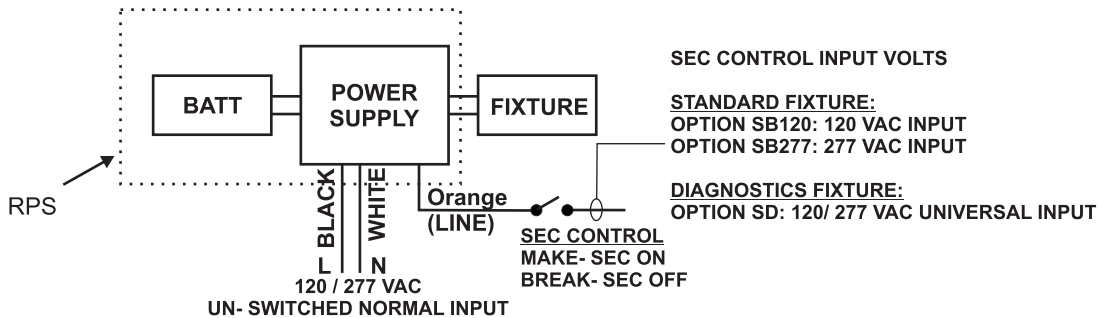 BATT
POWER
SUPPLY
FIXTURE
RPS
BLACK
WHITE
L
N
120 / 277 VAC
UN- SWITCHED NORMAL INPUT
Orange
(LINE)
SEC CONTROL
MAKE- SEC ON
BREAK- SEC OFF
SEC CONTROL INPUT VOLTS
STANDARD FIXTURE:
OPTION SB120: 120 VAC INPUT
OPTION SB277: 277 VAC INPUT
DIAGNOSTICS FIXTURE:
OPTION SD: 120/ 277 VAC UNIVERSAL INPUT